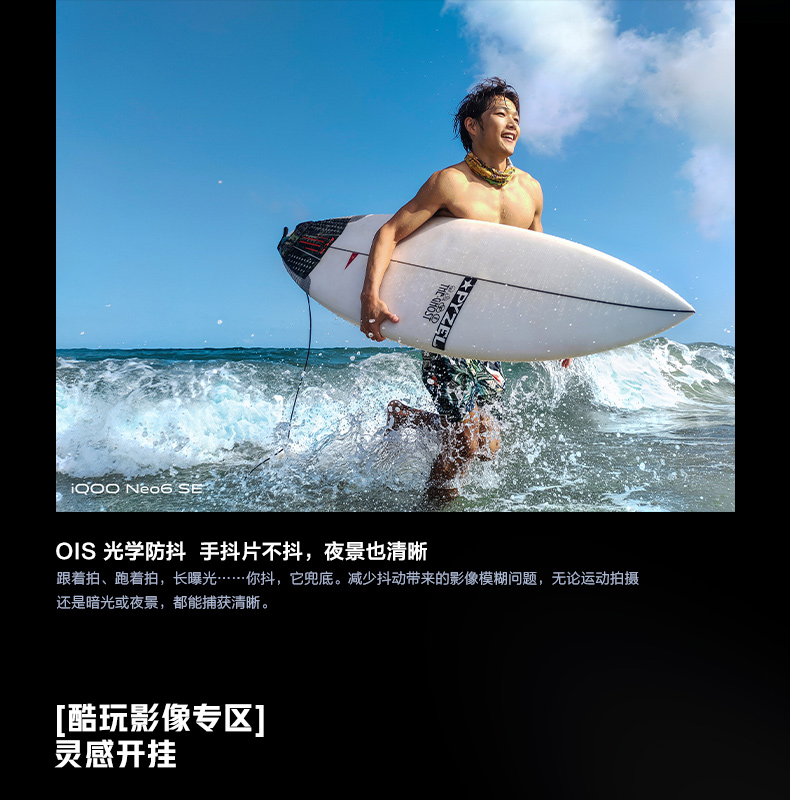 PYZEL
THE GHOST
iQOO Neo6 SE
OIS 光学防抖 手抖片不抖，夜景也清晰
跟着拍、跑着拍，长曝光……你抖，它兜底。减少抖动带来的影像模糊问题，无论运动拍摄
还是暗光或夜景，都能捕获清晰。
[酷玩影像专区]
灵感开挂